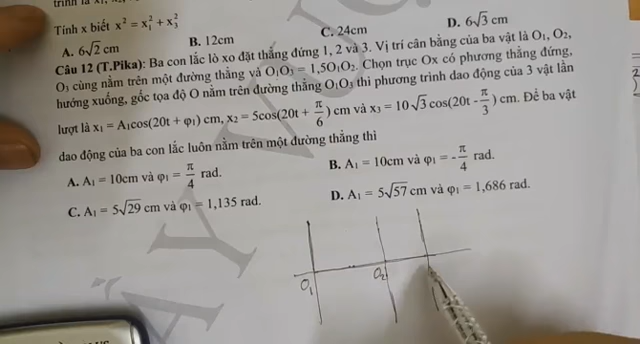 trình là
Tính x biết x² = x₁² + x₃²
A. 6√2 cm B. 12cm C. 24cm D. 6√3 cm
Câu 12 (T.Pika): Ba con lắc lò xo đặt thẳng đứng 1, 2 và 3. Vị trí cân bằng của ba vật là O₁, O₂,
O₃ cùng nằm trên một đường thẳng và O₁O₃ = 1,5O₁O₂. Chọn trục Ox có phương thẳng đứng,
hướng xuống, gốc tọa độ O nằm trên đường thẳng O₁O₃ thì phương trình dao động của 3 vật lần
lượt là x₁ = A₁cos(20t + φ₁) cm, x₂ = 5cos(20t + π/6) cm và x₃ = 10√3 cos(20t - π/3) cm. Để ba vật
dao động của ba con lắc luôn nằm trên một đường thẳng thì
A. A₁ = 10cm và φ₁ = π/4 rad. B. A₁ = 10cm và φ₁ = -π/4 rad.
C. A₁ = 5√29 cm và φ₁ = 1,135 rad. D. A₁ = 5√57 cm và φ₁ = 1,686 rad.
O₁ O₂